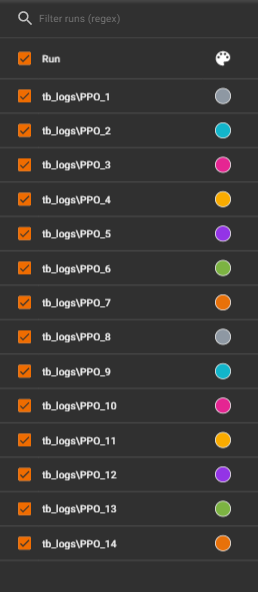 Filter runs (regex)
Run
tb_logs\PPO_1
tb_logs\PPO_2
tb_logs\PPO_3
tb_logs\PPO_4
tb_logs\PPO_5
tb_logs\PPO_6
tb_logs\PPO_7
tb_logs\PPO_8
tb_logs\PPO_9
tb_logs\PPO_10
tb_logs\PPO_11
tb_logs\PPO_12
tb_logs\PPO_13
tb_logs\PPO_14